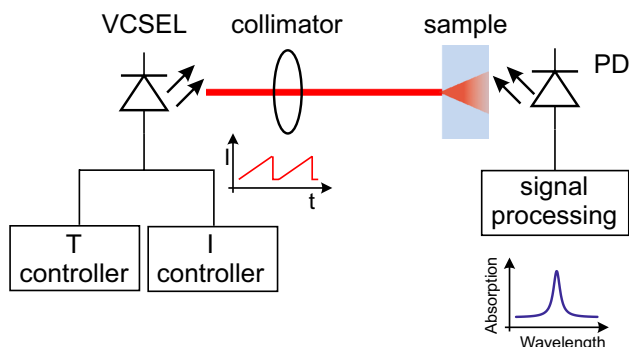 VCSEL
collimator
sample
PD
I
t
T
controller
I
controller
signal
processing
Absorption
Wavelength